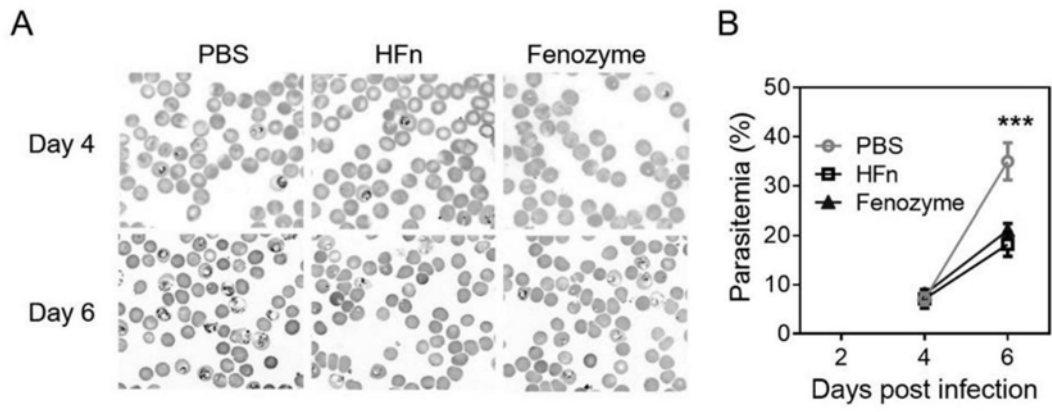 A
PBS
HFn
Fenozyme
Day 4
Day 6
B
Parasitemia (%)
50
40
30
20
10
0
***
PBS
HFn
Fenozyme
2
4
6
Days post infection